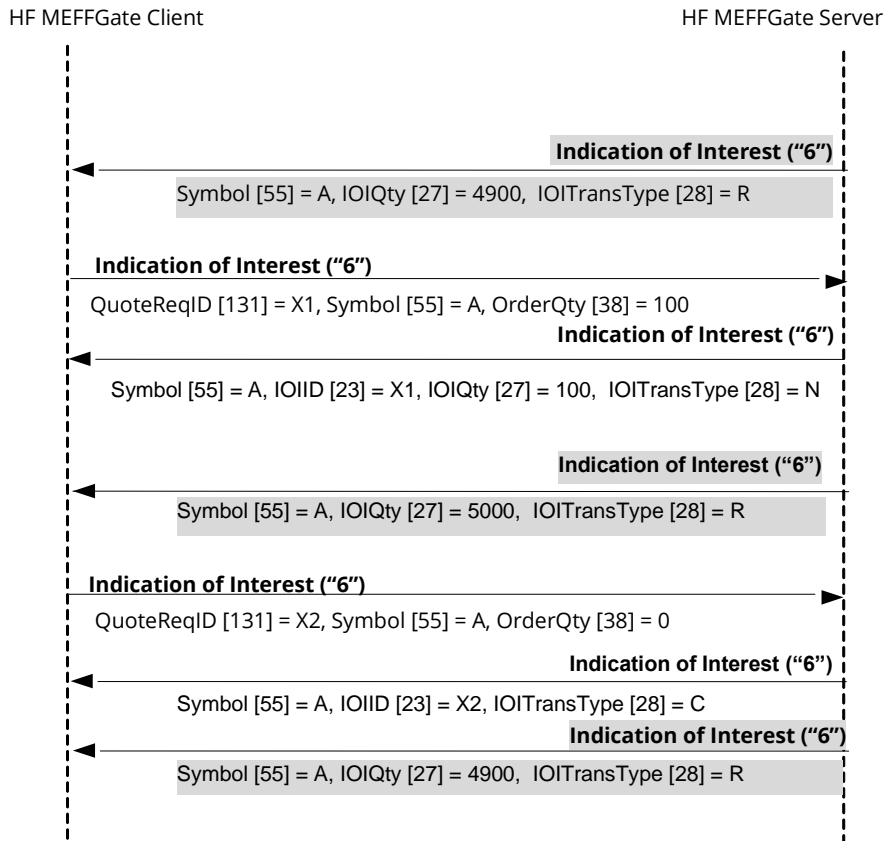 HF MEFFGate Client
HF MEFFGate Server
Indication of Interest (“6”)
Symbol [55] = A, IOIQty [27] = 4900, IOITransType [28] = R
Indication of Interest (“6”)
QuoteReqID [131] = X1, Symbol [55] = A, OrderQty [38] = 100
Indication of Interest (“6”)
Symbol [55] = A, IOIID [23] = X1, IOIQty [27] = 100, IOITransType [28] = N
Indication of Interest (“6”)
Symbol [55] = A, IOIQty [27] = 5000, IOITransType [28] = R
Indication of Interest (“6”)
QuoteReqID [131] = X2, Symbol [55] = A, OrderQty [38] = 0
Indication of Interest (“6”)
Symbol [55] = A, IOIID [23] = X2, IOITransType [28] = C
Indication of Interest (“6”)
Symbol [55] = A, IOIQty [27] = 4900, IOITransType [28] = R